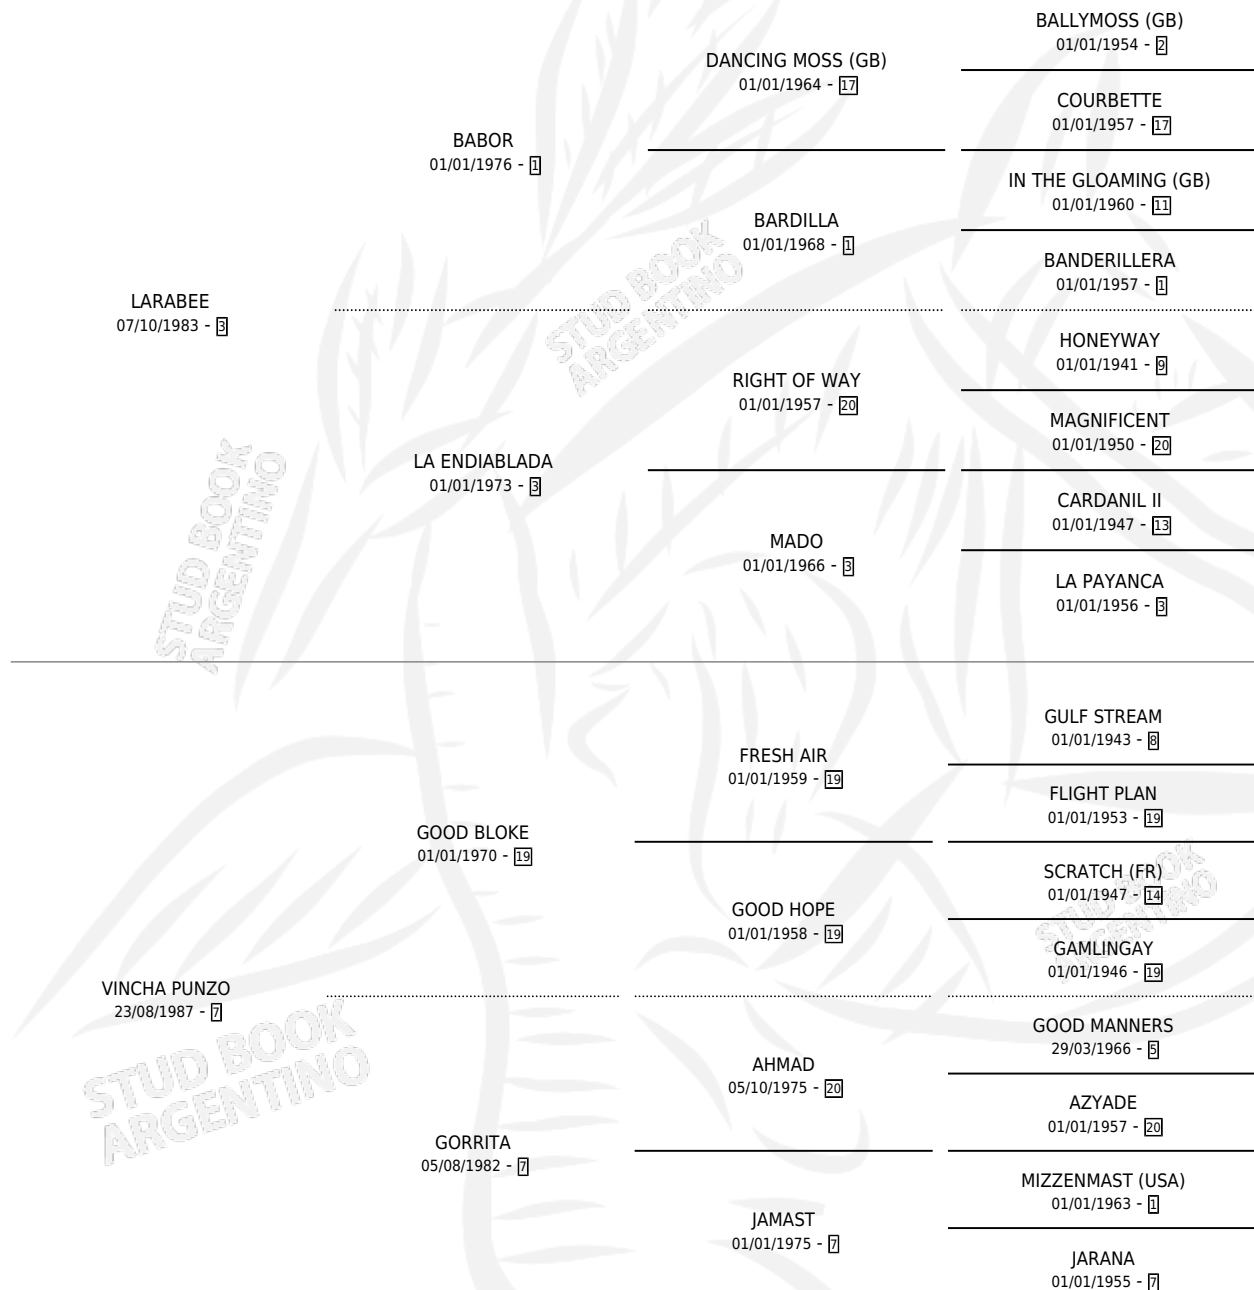 BALLYMOSS (GB)
01/01/1954 - 2
DANCING MOSS (GB)
01/01/1964 - 17
COURBETTE
01/01/1957 - 17
BABOR
01/01/1976 - 1
IN THE GLOAMING (GB)
01/01/1960 - 11
BARDILLA
01/01/1968 - 1
BANDERILLERA
01/01/1957 - 1
LARABEE
07/10/1983 - 3
HONEYWAY
01/01/1941 - 9
RIGHT OF WAY
01/01/1957 - 20
MAGNIFICENT
01/01/1950 - 20
LA ENDIABLADA
01/01/1973 - 3
CARDANIL II
01/01/1947 - 13
MADO
01/01/1966 - 3
LA PAYANCA
01/01/1956 - 3
GULF STREAM
01/01/1943 - 8
FRESH AIR
01/01/1959 - 19
FLIGHT PLAN
01/01/1953 - 19
GOOD BLOKE
01/01/1970 - 19
SCRATCH (FR)
01/01/1947 - 14
GOOD HOPE
01/01/1958 - 19
GAMLINGAY
01/01/1946 - 19
VINCHA PUNZO
23/08/1987 - 7
GOOD MANNERS
29/03/1966 - 5
AHMAD
05/10/1975 - 20
AZYADE
01/01/1957 - 20
GORRITA
05/08/1982 - 7
MIZZENMAST (USA)
01/01/1963 - 1
JAMAST
01/01/1975 - 7
JARANA
01/01/1955 - 7
STUD BOOK
ARGENTINO
STUD BOOK
ARGENTINO
STUD BOOK
ARGENTINO
STUD BOOK
ARGENTINO